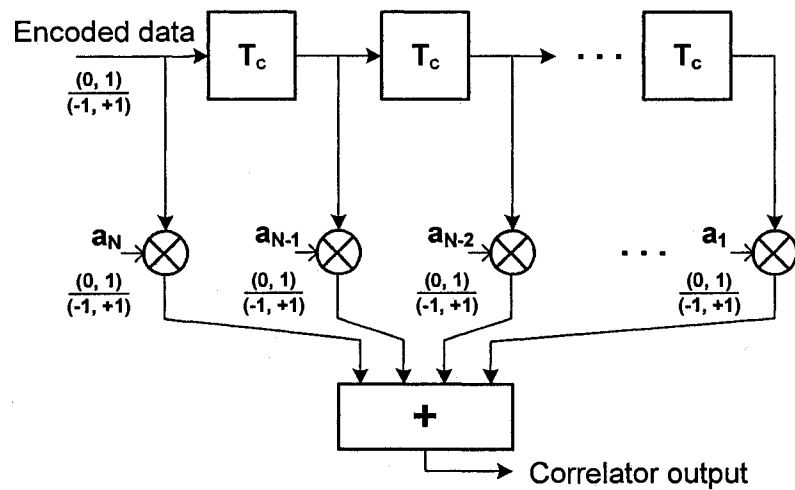 Encoded data
T_c
T_c
· · ·
T_c
(0, 1)
(-1, +1)
a_N
a_N-1
a_N-2
· · ·
a_1
(0, 1)
(-1, +1)
(0, 1)
(-1, +1)
(0, 1)
(-1, +1)
(0, 1)
(-1, +1)
+
Correlator output